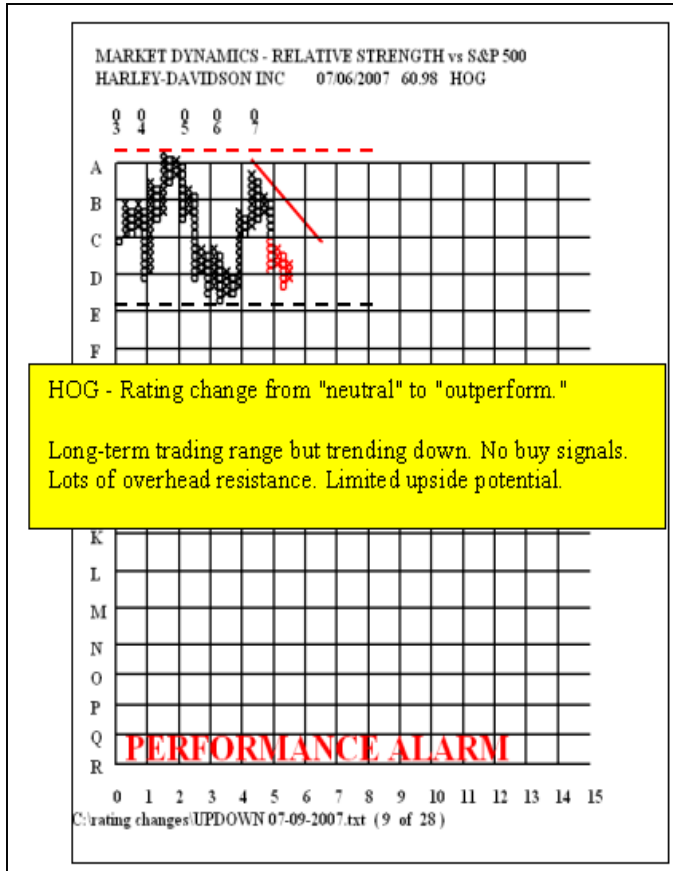 MARKET DYNAMICS - RELATIVE STRENGTH vs S&P 500
HARLEY-DAVIDSON INC 07/06/2007 60.98 HOG
0 0 0 0 0
3 4 5 6 7
A
B
C
D
E
F
HOG - Rating change from "neutral" to "outperform."
Long-term trading range but trending down. No buy signals.
Lots of overhead resistance. Limited upside potential.
K
L
M
N
O
P
Q
PERFORMANCE ALARM
R
0 1 2 3 4 5 6 7 8 9 10 11 12 13 14 15
C:\rating changes\UPDOWN 07-09-2007.txt ( 9 of 28 )